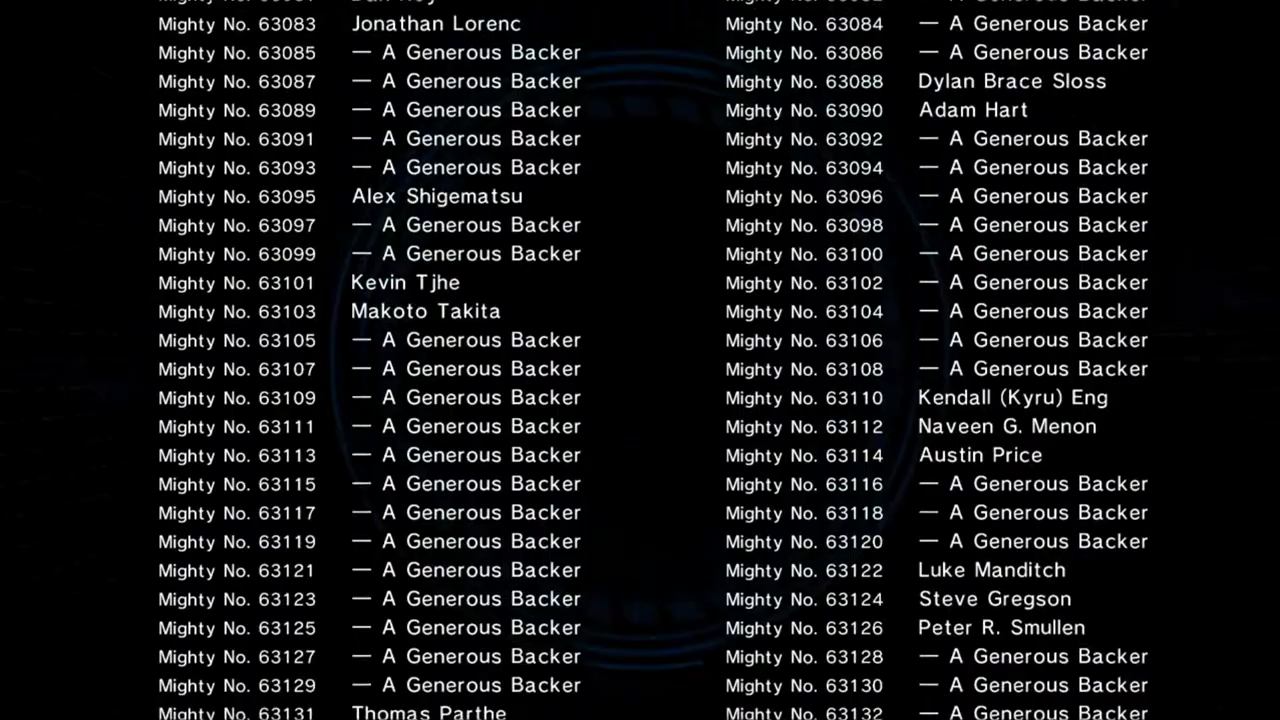 Mighty No. 63083 Jonathan Lorenc Mighty No. 63084 — A Generous Backer
Mighty No. 63085 — A Generous Backer Mighty No. 63086 — A Generous Backer
Mighty No. 63087 — A Generous Backer Mighty No. 63088 Dylan Brace Sloss
Mighty No. 63089 — A Generous Backer Mighty No. 63090 Adam Hart
Mighty No. 63091 — A Generous Backer Mighty No. 63092 — A Generous Backer
Mighty No. 63093 — A Generous Backer Mighty No. 63094 — A Generous Backer
Mighty No. 63095 Alex Shigematsu Mighty No. 63096 — A Generous Backer
Mighty No. 63097 — A Generous Backer Mighty No. 63098 — A Generous Backer
Mighty No. 63099 — A Generous Backer Mighty No. 63100 — A Generous Backer
Mighty No. 63101 Kevin Tjhe Mighty No. 63102 — A Generous Backer
Mighty No. 63103 Makoto Takita Mighty No. 63104 — A Generous Backer
Mighty No. 63105 — A Generous Backer Mighty No. 63106 — A Generous Backer
Mighty No. 63107 — A Generous Backer Mighty No. 63108 — A Generous Backer
Mighty No. 63109 — A Generous Backer Mighty No. 63110 Kendall (Kyru) Eng
Mighty No. 63111 — A Generous Backer Mighty No. 63112 Naveen G. Menon
Mighty No. 63113 — A Generous Backer Mighty No. 63114 Austin Price
Mighty No. 63115 — A Generous Backer Mighty No. 63116 — A Generous Backer
Mighty No. 63117 — A Generous Backer Mighty No. 63118 — A Generous Backer
Mighty No. 63119 — A Generous Backer Mighty No. 63120 — A Generous Backer
Mighty No. 63121 — A Generous Backer Mighty No. 63122 Luke Manditch
Mighty No. 63123 — A Generous Backer Mighty No. 63124 Steve Gregson
Mighty No. 63125 — A Generous Backer Mighty No. 63126 Peter R. Smullen
Mighty No. 63127 — A Generous Backer Mighty No. 63128 — A Generous Backer
Mighty No. 63129 — A Generous Backer Mighty No. 63130 — A Generous Backer
Mighty No. 63131 Thomas Parthe Mighty No. 63132 — A Generous Backer